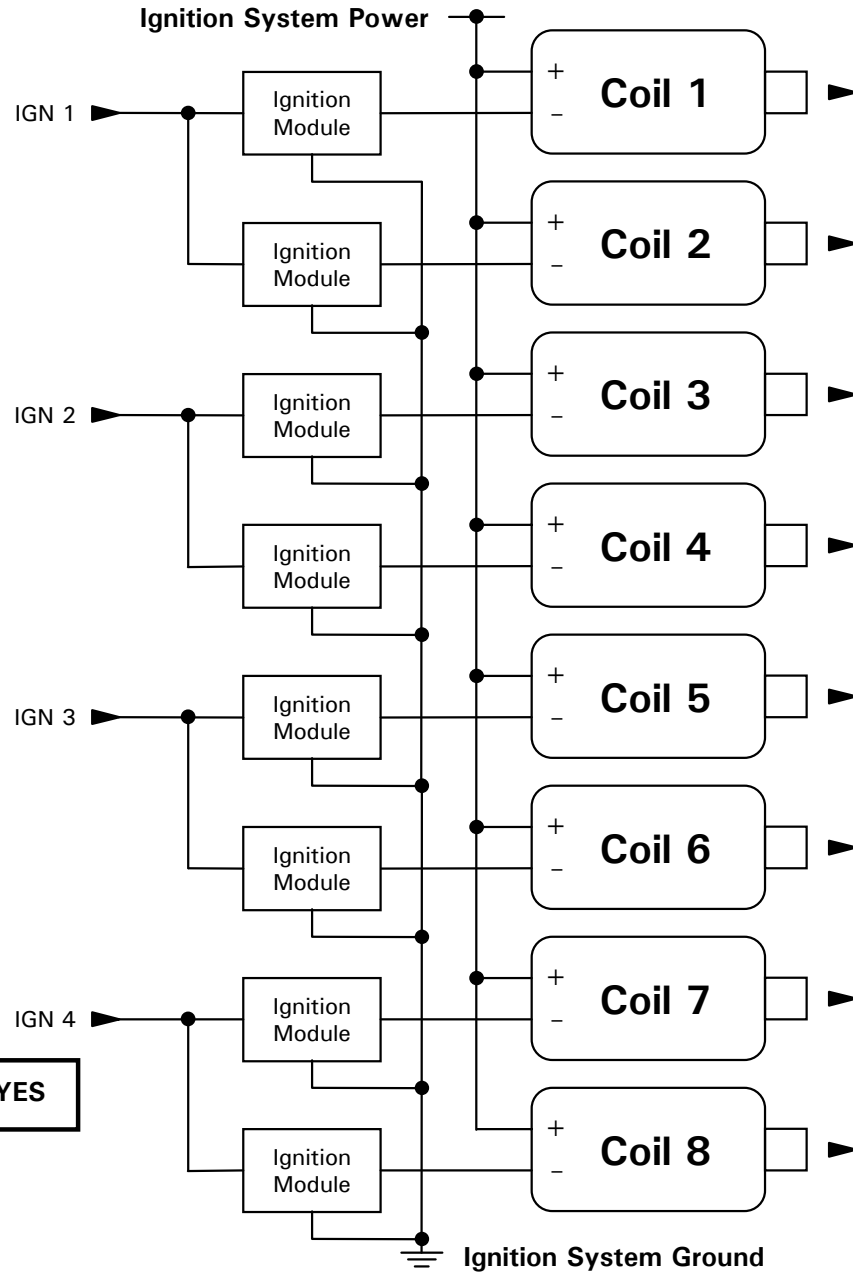 Ignition System Power
IGN 1
Ignition
Module
+
−
Coil 1
Ignition
Module
+
−
Coil 2
IGN 2
Ignition
Module
+
−
Coil 3
Ignition
Module
+
−
Coil 4
IGN 3
Ignition
Module
+
−
Coil 5
Ignition
Module
+
−
Coil 6
IGN 4
Ignition
Module
+
−
Coil 7
YES
Ignition
Module
+
−
Coil 8
Ignition System Ground